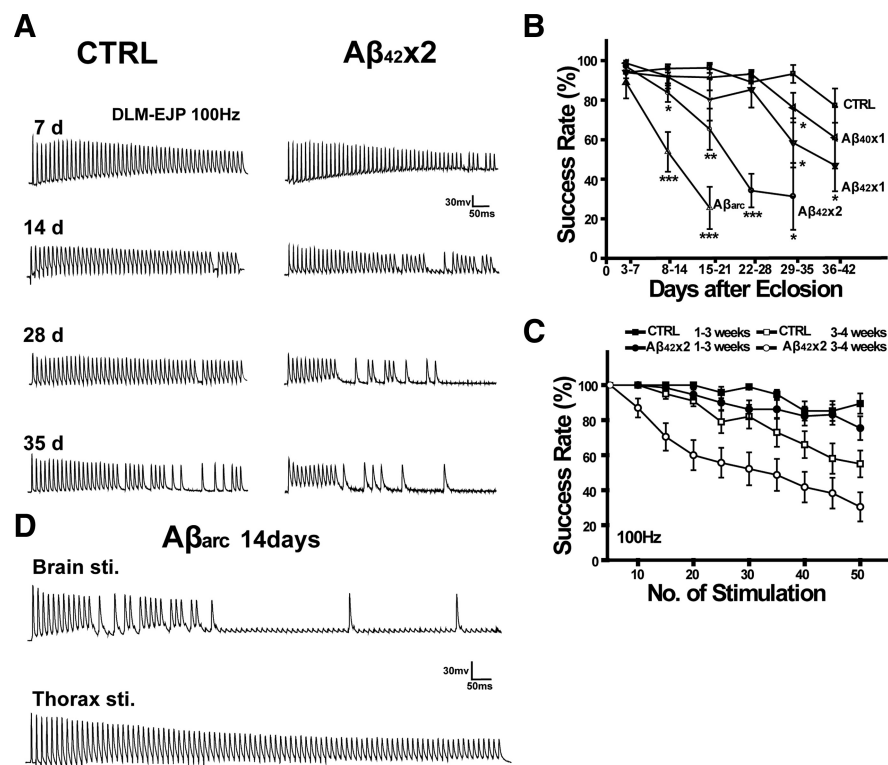 A
CTRL
Aβ42x2
DLM-EJP 100Hz
7 d
30mv
50ms
14 d
28 d
35 d
B
Success Rate (%)
100
80
60
40
20
0
0 3-7 8-14 15-21 22-28 29-35 36-42
Days after Eclosion
CTRL
Aβ40x1
Aβ42x1
Aβ42x2
Aβarc
*
**
***
***
***
*
*
*
*
C
CTRL 1-3 weeks
CTRL 3-4 weeks
Aβ42x2 1-3 weeks
Aβ42x2 3-4 weeks
Success Rate (%)
100
80
60
40
20
0
100Hz
10 20 30 40 50
No. of Stimulation
D
Aβarc 14days
Brain sti.
30mv
50ms
Thorax sti.